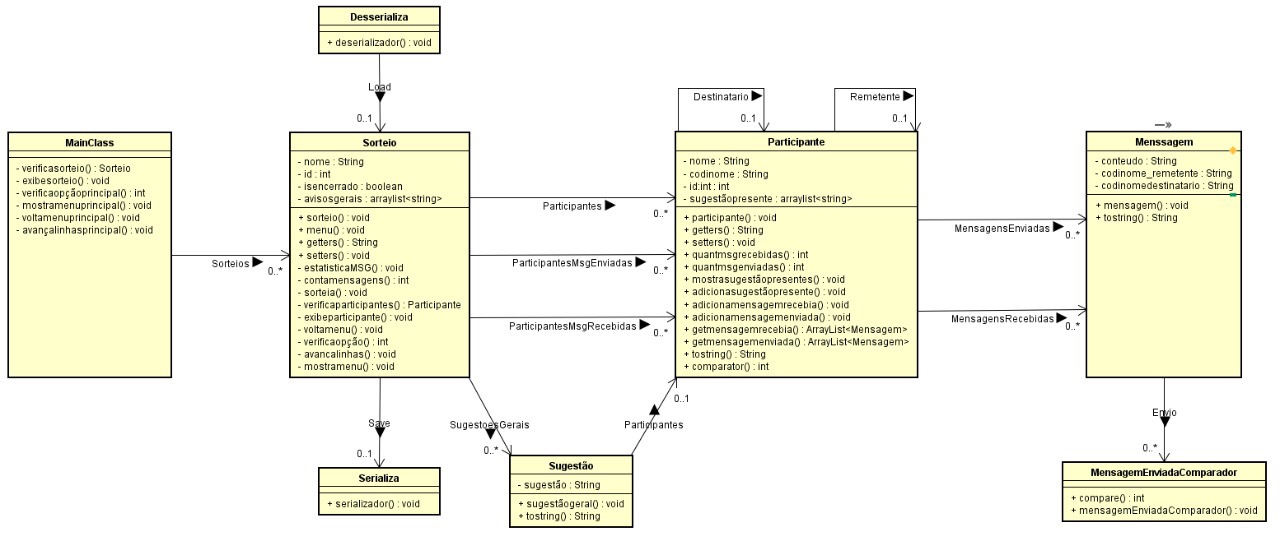 Desserializa
+ deserializador() : void
Load
0..1
MainClass
- verificasorteio() : Sorteio
- exibesorteio() : void
- verificaopçãoprincipal() : int
- mostramenuprincipal() : void
- voltamenuprincipal() : void
- avançalinhasprincipal() : void
Sorteios
0..*
Sorteio
- nome : String
- id : int
- isencerrado : boolean
- avisosgerais : arraylist<string>
+ sorteio() : void
+ menu() : void
+ getters() : String
+ setters() : void
- estatisticaMSG() : void
- contamensagens() : int
- sorteia() : void
- verificaparticipantes() : Participante
- exibeparticipante() : void
- voltamenu() : void
- verificaopção() : int
- avancalinhas() : void
- mostramenu() : void
Participantes
0..*
ParticipantesMsgEnviadas
0..*
ParticipantesMsgRecebidas
0..*
Destinatario
0..1
Remetente
0..1
Participante
- nome : String
- codinome : String
- id:int : int
- sugestãopresente : arraylist<string>
+ participante() : void
+ getters() : String
+ setters() : void
+ quantmsgrecebidas() : int
+ quantmsgenviadas() : int
+ mostrasugestãopresentes() : void
+ adicionasugestãopresente() : void
+ adicionamensagemrecebia() : void
+ adicionamensagemenviada() : void
+ getmensagemrecebia() : ArrayList<Mensagem>
+ getmensagemenviada() : ArrayList<Mensagem>
+ tostring() : String
+ comparator() : int
MensagensEnviadas
0..*
MensagensRecebidas
0..*
Menssagem
- conteudo : String
- codinome_remetente : String
- codinomedestinatario : String
+ mensagem() : void
+ tostring() : String
Save
0..1
Serializa
+ serializador() : void
SugestoesGerais
0..*
Sugestão
- sugestão : String
+ sugestãogeral() : void
+ tostring() : String
Participantes
0..1
Envio
0..*
MensagemEnviadaComparador
+ compare() : int
+ mensagemEnviadaComparador() : void